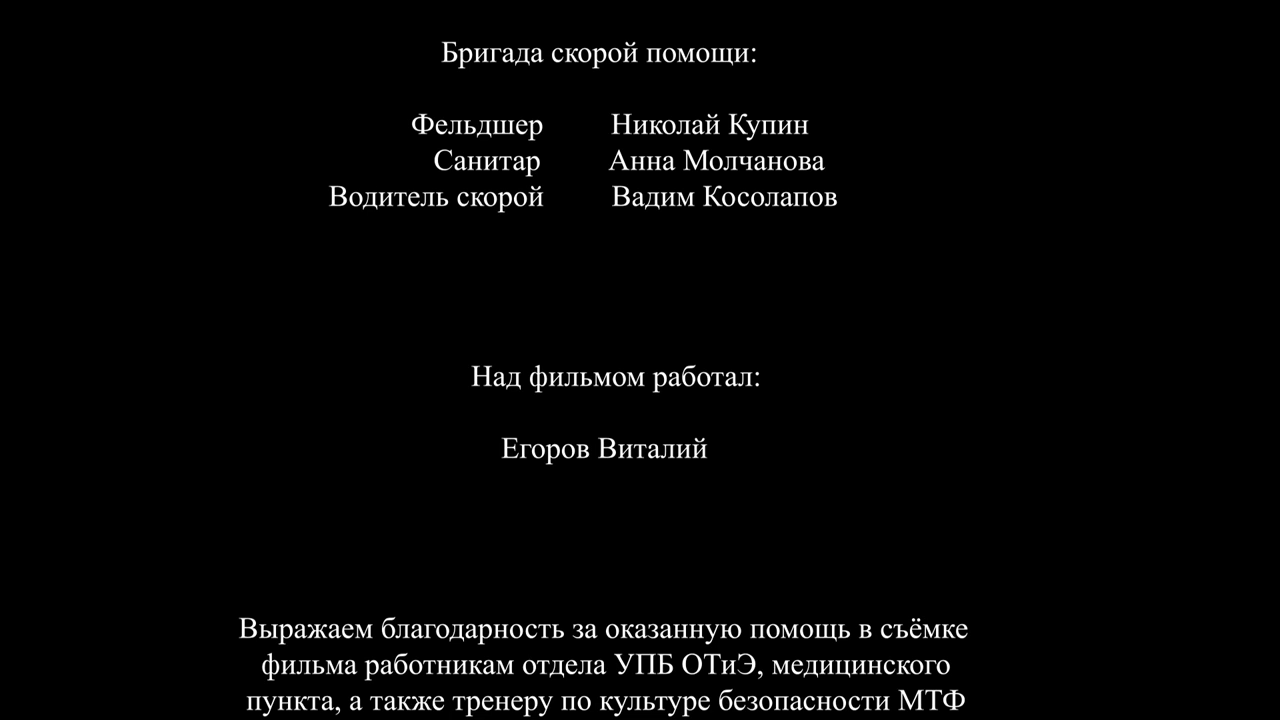 Бригада скорой помощи:
Фельдшер Николай Купин
Санитар Анна Молчанова
Водитель скорой Вадим Косолапов
Над фильмом работал:
Егоров Виталий
Выражаем благодарность за оказанную помощь в съёмке
фильма работникам отдела УПБ ОТиЭ, медицинского
пункта, а также тренеру по культуре безопасности МТФ